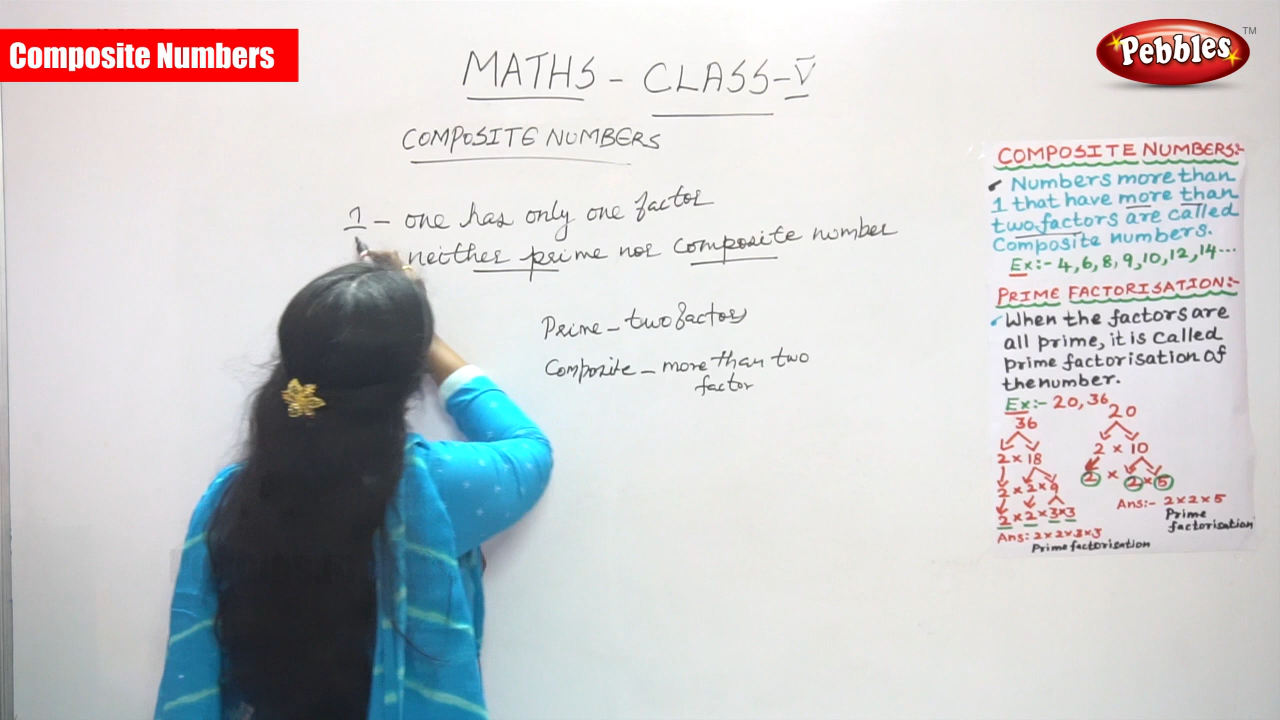 Composite Numbers
Pebbles TM
MATHS - CLASS - V
COMPOSITE NUMBERS
1 - one has only one factor
neither prime nor composite number
Prime - two factors
Composite - more than two
factor
COMPOSITE NUMBERS:-
Numbers more than
1 that have more than
two factors are called
Composite numbers.
Ex:- 4, 6, 8, 9, 10, 12, 14...
PRIME FACTORISATION:-
When the factors are
all prime, it is called
prime factorisation of
the number.
Ex:- 20, 36
36
2 × 18
2 × 2 × 9
2 × 2 × 3 × 3
Ans: 2 × 2 × 3 × 3
Prime factorisation
20
2 × 10
2 × 2 × 5
Ans:- 2 × 2 × 5
Prime
factorisation